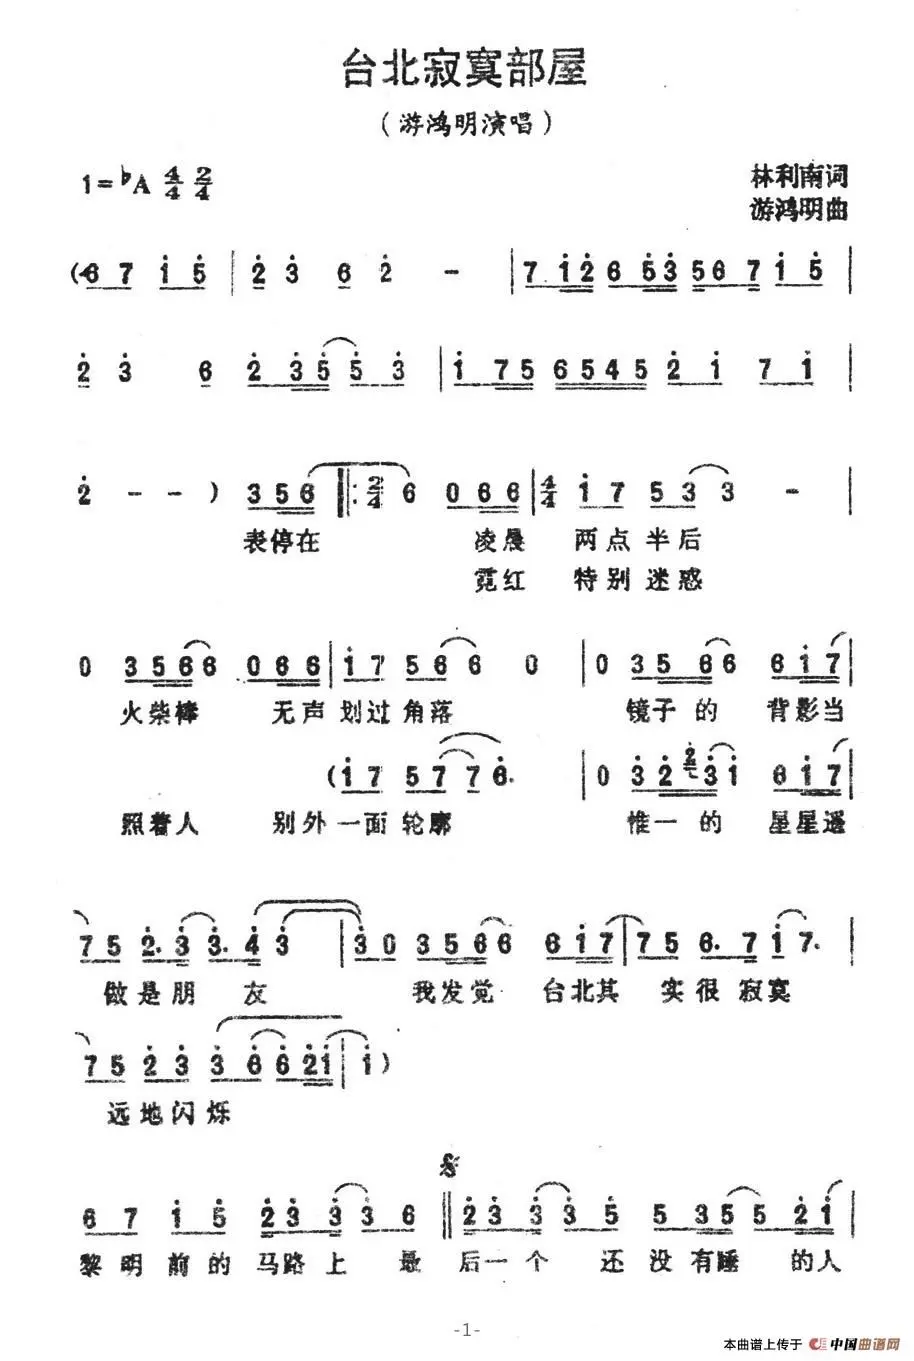 台北寂寞部屋
(游鸿明演唱)
1=♭A 4/4 2/4
林利南词
游鸿明曲
(6 7 1 5 | 2 3 6 2 - | 7 1 2 6 5 3 5 6 7 1 5 |
2 3 6 2 3 5 5 3 | 1 7 5 6 5 4 5 2 1 7 1 |
2 - - ) 3 5 6 ‖: 2/4 6 0 6 6 | 4/4 1 7 5 3 3 -
表停在 凌晨 两点半后
霓红 特别迷惑
0 3 5 6 6 0 6 6 | 1 7 5 6 6 0 | 0 3 5 6 6 6 1 7 |
火柴棒 无声划过角落 镜子的 背影当
(1 7 5 7 7 6. 0 3 2 2 3 1 6 1 7 |
照着人 别外一面轮廓 惟一的 星星遥
7 5 2. 3 3. 4 3 | 3 0 3 5 6 6 6 1 7 | 7 5 6. 7 1 7. |
做是朋友 我发觉 台北其实很寂寞
7 5 2 3 3 6 6 2 1 | 1 )
远地闪烁
6 7 1 5 2 3 3 3 6 ‖ 2 3 3 3 5 5 3 5 5 2 1 |
黎明前的马路上 最后一个 还没有睡的人
-1-
本曲谱上传于 中国曲谱网